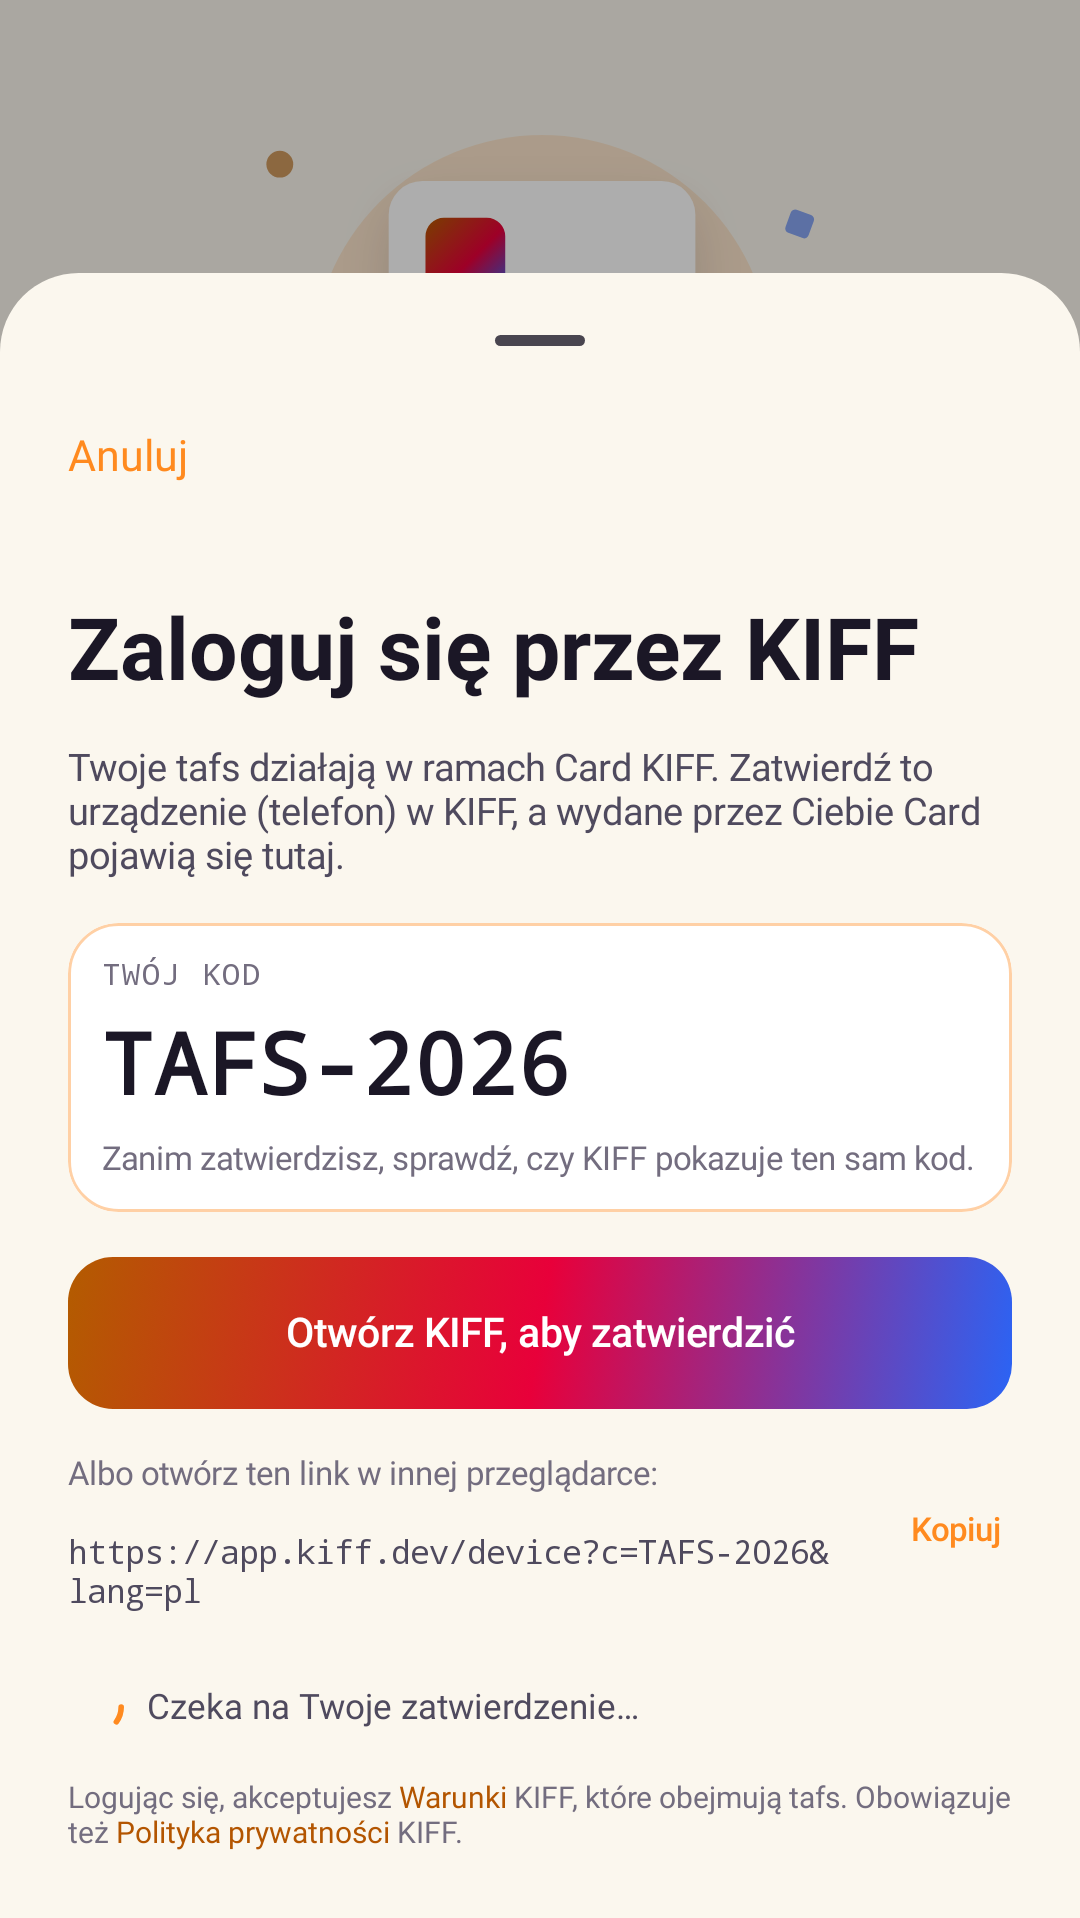 Anuluj
Zaloguj się przez KIFF
Twoje tafs działają w ramach Card KIFF. Zatwierdź to
urządzenie (telefon) w KIFF, a wydane przez Ciebie Card
pojawią się tutaj.
TWÓJ KOD
TAFS-2026
Zanim zatwierdzisz, sprawdź, czy KIFF pokazuje ten sam kod.
Otwórz KIFF, aby zatwierdzić
Albo otwórz ten link w innej przeglądarce:
Kopiuj
https://app.kiff.dev/device?c=TAFS-2026&
lang=pl
Czeka na Twoje zatwierdzenie…
Logując się, akceptujesz Warunki KIFF, które obejmują tafs. Obowiązuje
też Polityka prywatności KIFF.